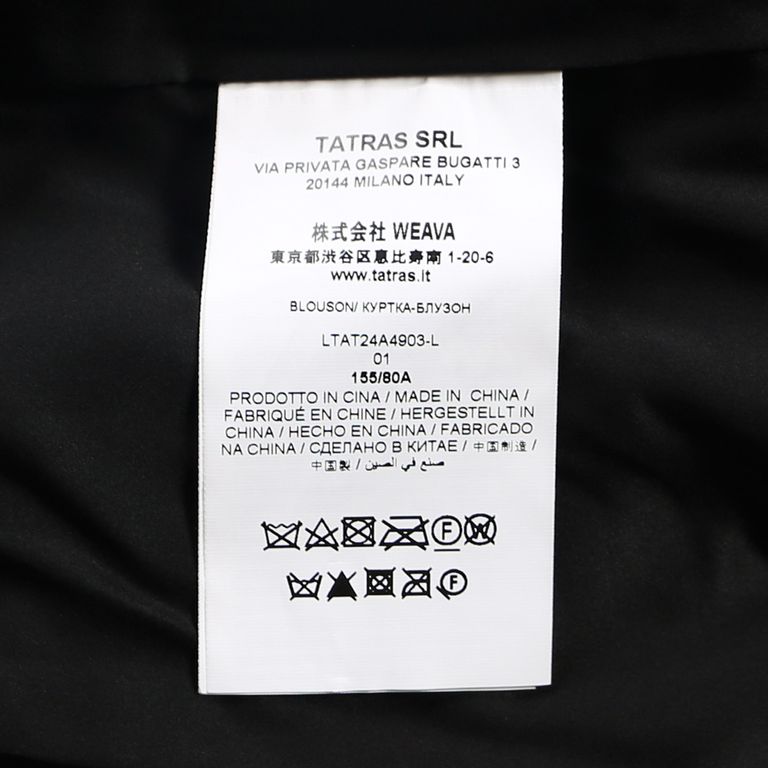 TATRAS SRL
VIA PRIVATA GASPARE BUGATTI 3
20144 MILANO ITALY
株式会社 WEAVA
東京都渋谷区恵比寿南 1-20-6
www.tatras.it
BLOUSON/ КУРТКА-БЛУЗОН
LTAT24A4903-L
01
155/80A
PRODOTTO IN CINA / MADE IN CHINA /
FABRIQUÉ EN CHINE / HERGESTELLT IN
CHINA / HECHO EN CHINA / FABRICADO
NA CHINA / СДЕЛАНО В КИТАЕ / 中国制造 /
中国製 / صنع في الصين
F W
F